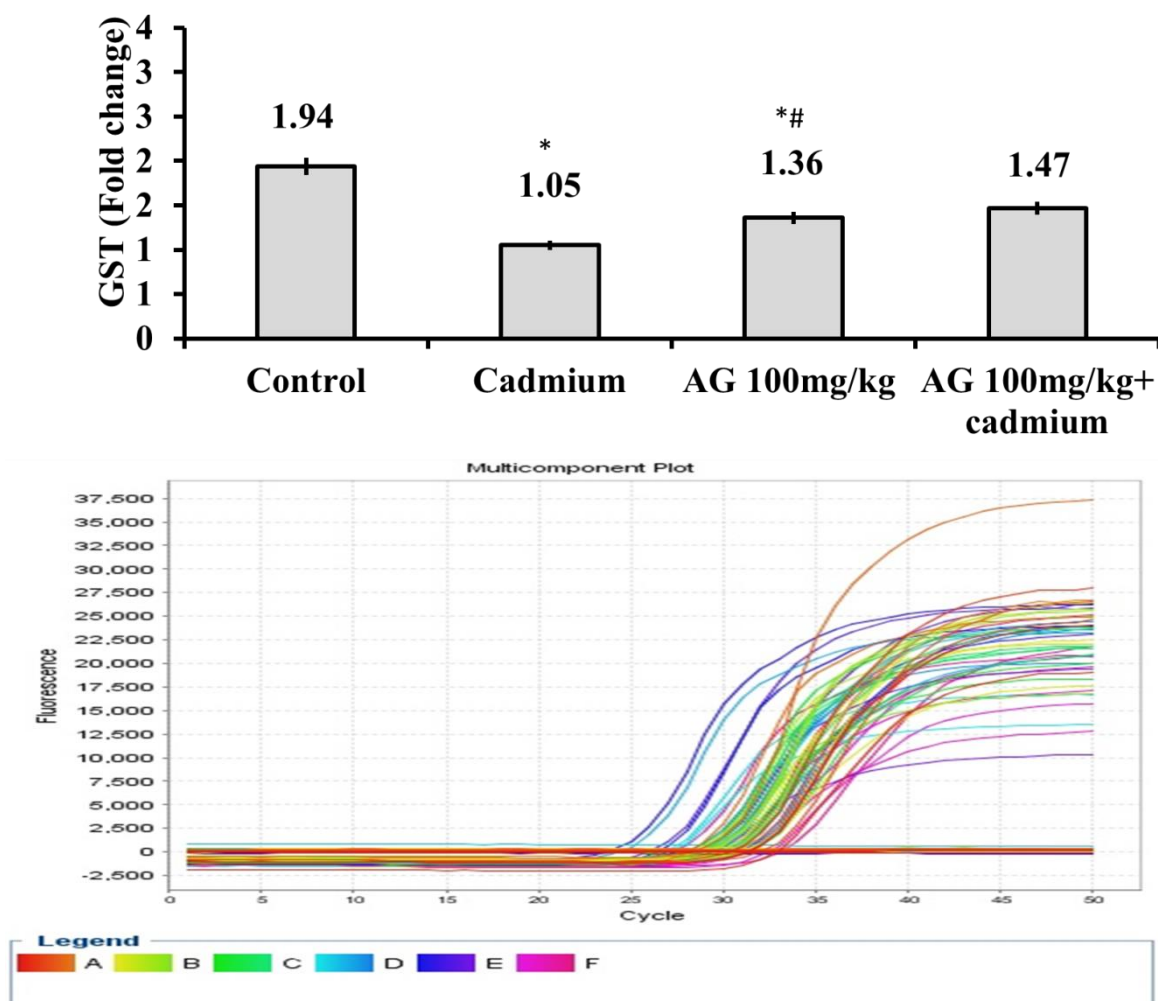 GST (Fold change)
4
3
3
2
2
1
1
0
1.94
*
1.05
*#
1.36
1.47
Control
Cadmium
AG 100mg/kg
AG 100mg/kg+
cadmium
Multicomponent Plot
Fluorescence
37,500
35,000
32,500
30,000
27,500
25,000
22,500
20,000
17,500
15,000
12,500
10,000
7,500
5,000
2,500
0
-2,500
0 5 10 15 20 25 30 35 40 45 50
Cycle
Legend
A B C D E F